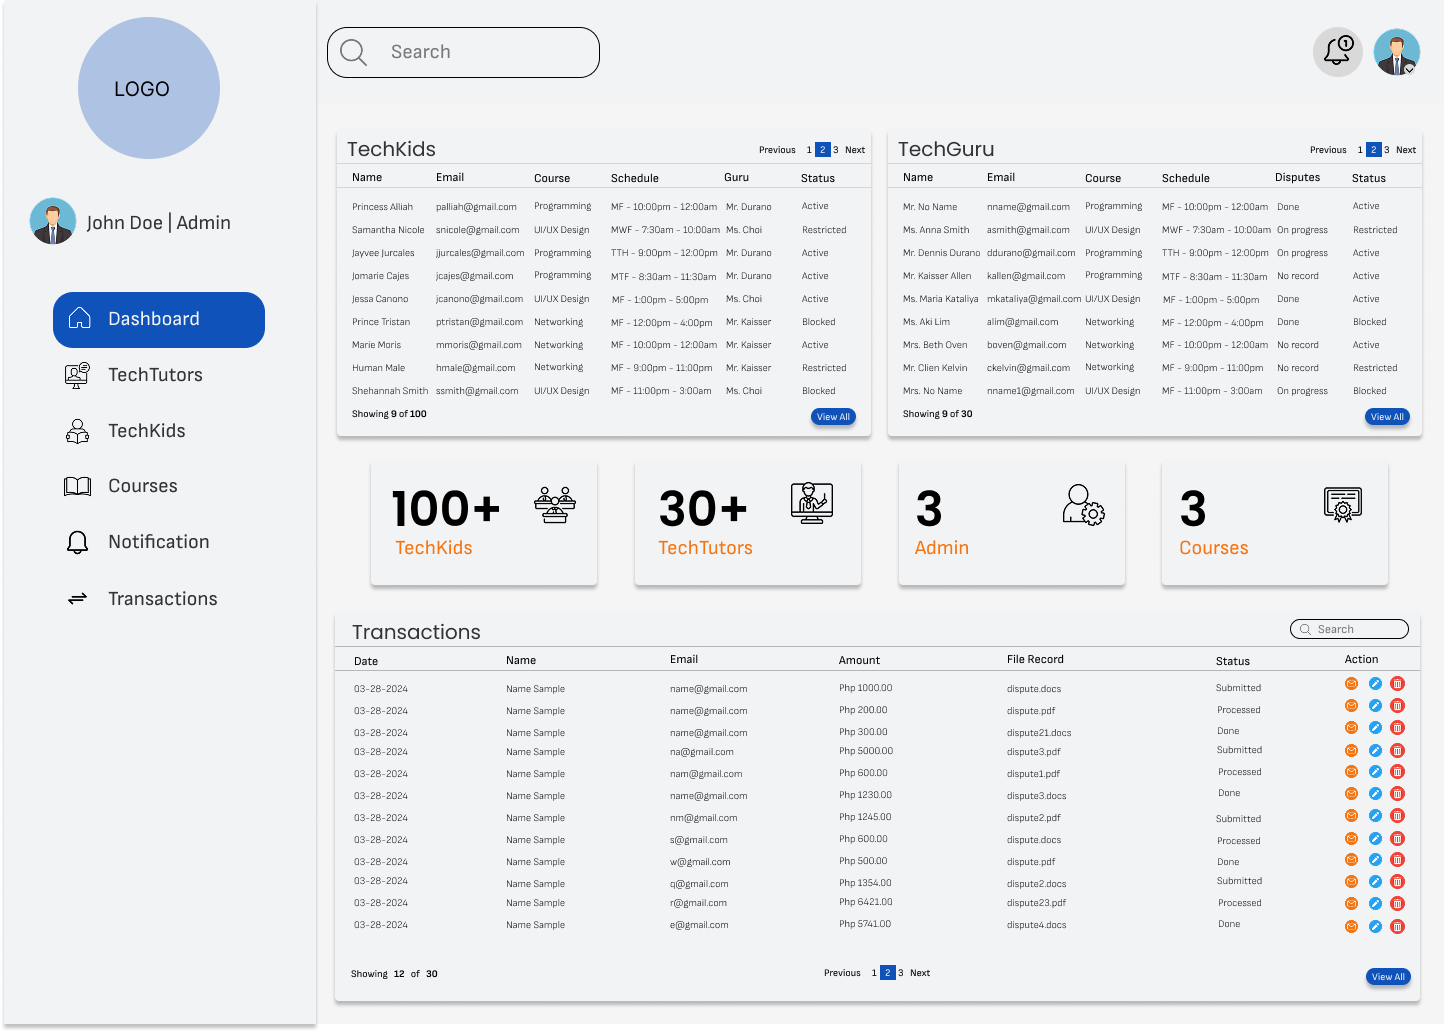 LOGO
John Doe | Admin
Dashboard
TechTutors
TechKids
Courses
Notification
Transactions
Search
1
TechKids
Previous 1 2 3 Next
Name Email Course Schedule Guru Status
Princess Alliah palliah@gmail.com Programming MF - 10:00pm - 12:00am Mr. Durano Active
Samantha Nicole snicole@gmail.com UI/UX Design MWF - 7:30am - 10:00am Ms. Choi Restricted
Jayvee Jurcales jjurcales@gmail.com Programming TTH - 9:00pm - 12:00pm Mr. Durano Active
Jomarie Cajes jcajes@gmail.com Programming MTF - 8:30am - 11:30am Mr. Durano Active
Jessa Canono jcanono@gmail.com UI/UX Design MF - 1:00pm - 5:00pm Ms. Choi Active
Prince Tristan ptristan@gmail.com Networking MF - 12:00pm - 4:00pm Mr. Kaisser Blocked
Marie Moris mmoris@gmail.com Networking MF - 10:00pm - 12:00am Mr. Kaisser Active
Human Male hmale@gmail.com Networking MF - 9:00pm - 11:00pm Mr. Kaisser Restricted
Shehannah Smith ssmith@gmail.com UI/UX Design MF - 11:00pm - 3:00am Ms. Choi Blocked
Showing 9 of 100
View All
TechGuru
Previous 1 2 3 Next
Name Email Course Schedule Disputes Status
Mr. No Name nname@gmail.com Programming MF - 10:00pm - 12:00am Done Active
Ms. Anna Smith asmith@gmail.com UI/UX Design MWF - 7:30am - 10:00am On progress Restricted
Mr. Dennis Durano ddurano@gmail.com Programming TTH - 9:00pm - 12:00pm On progress Active
Mr. Kaisser Allen kallen@gmail.com Programming MTF - 8:30am - 11:30am No record Active
Ms. Maria Kataliya mkataliya@gmail.com UI/UX Design MF - 1:00pm - 5:00pm Done Active
Ms. Aki Lim alim@gmail.com Networking MF - 12:00pm - 4:00pm Done Blocked
Mrs. Beth Oven boven@gmail.com Networking MF - 10:00pm - 12:00am No record Active
Mr. Clien Kelvin ckelvin@gmail.com Networking MF - 9:00pm - 11:00pm No record Restricted
Mrs. No Name nname1@gmail.com UI/UX Design MF - 11:00pm - 3:00am On progress Blocked
Showing 9 of 30
View All
100+
TechKids
30+
TechTutors
3
Admin
3
Courses
Transactions
Search
Date Name Email Amount File Record Status Action
03-28-2024 Name Sample name@gmail.com Php 1000.00 dispute.docs Submitted
03-28-2024 Name Sample name@gmail.com Php 200.00 dispute.pdf Processed
03-28-2024 Name Sample name@gmail.com Php 300.00 dispute21.docs Done
03-28-2024 Name Sample na@gmail.com Php 5000.00 dispute3.pdf Submitted
03-28-2024 Name Sample nam@gmail.com Php 600.00 dispute1.pdf Processed
03-28-2024 Name Sample name@gmail.com Php 1230.00 dispute3.docs Done
03-28-2024 Name Sample nm@gmail.com Php 1245.00 dispute2.pdf Submitted
03-28-2024 Name Sample s@gmail.com Php 600.00 dispute.docs Processed
03-28-2024 Name Sample w@gmail.com Php 500.00 dispute.pdf Done
03-28-2024 Name Sample q@gmail.com Php 1354.00 dispute2.docs Submitted
03-28-2024 Name Sample r@gmail.com Php 6421.00 dispute23.pdf Processed
03-28-2024 Name Sample e@gmail.com Php 5741.00 dispute4.docs Done
Showing 12 of 30
Previous 1 2 3 Next
View All